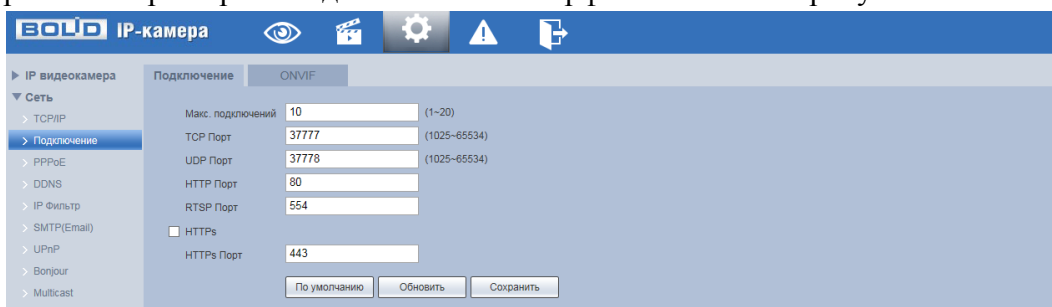 BOLID IP-камера
IP видеокамера
Сеть
TCP/IP
Подключение
PPPoE
DDNS
IP Фильтр
SMTP(Email)
UPnP
Bonjour
Multicast
Подключение ONVIF
Макс. подключений 10 (1~20)
TCP Порт 37777 (1025~65534)
UDP Порт 37778 (1025~65534)
HTTP Порт 80
RTSP Порт 554
HTTPs
HTTPs Порт 443
По умолчанию Обновить Сохранить